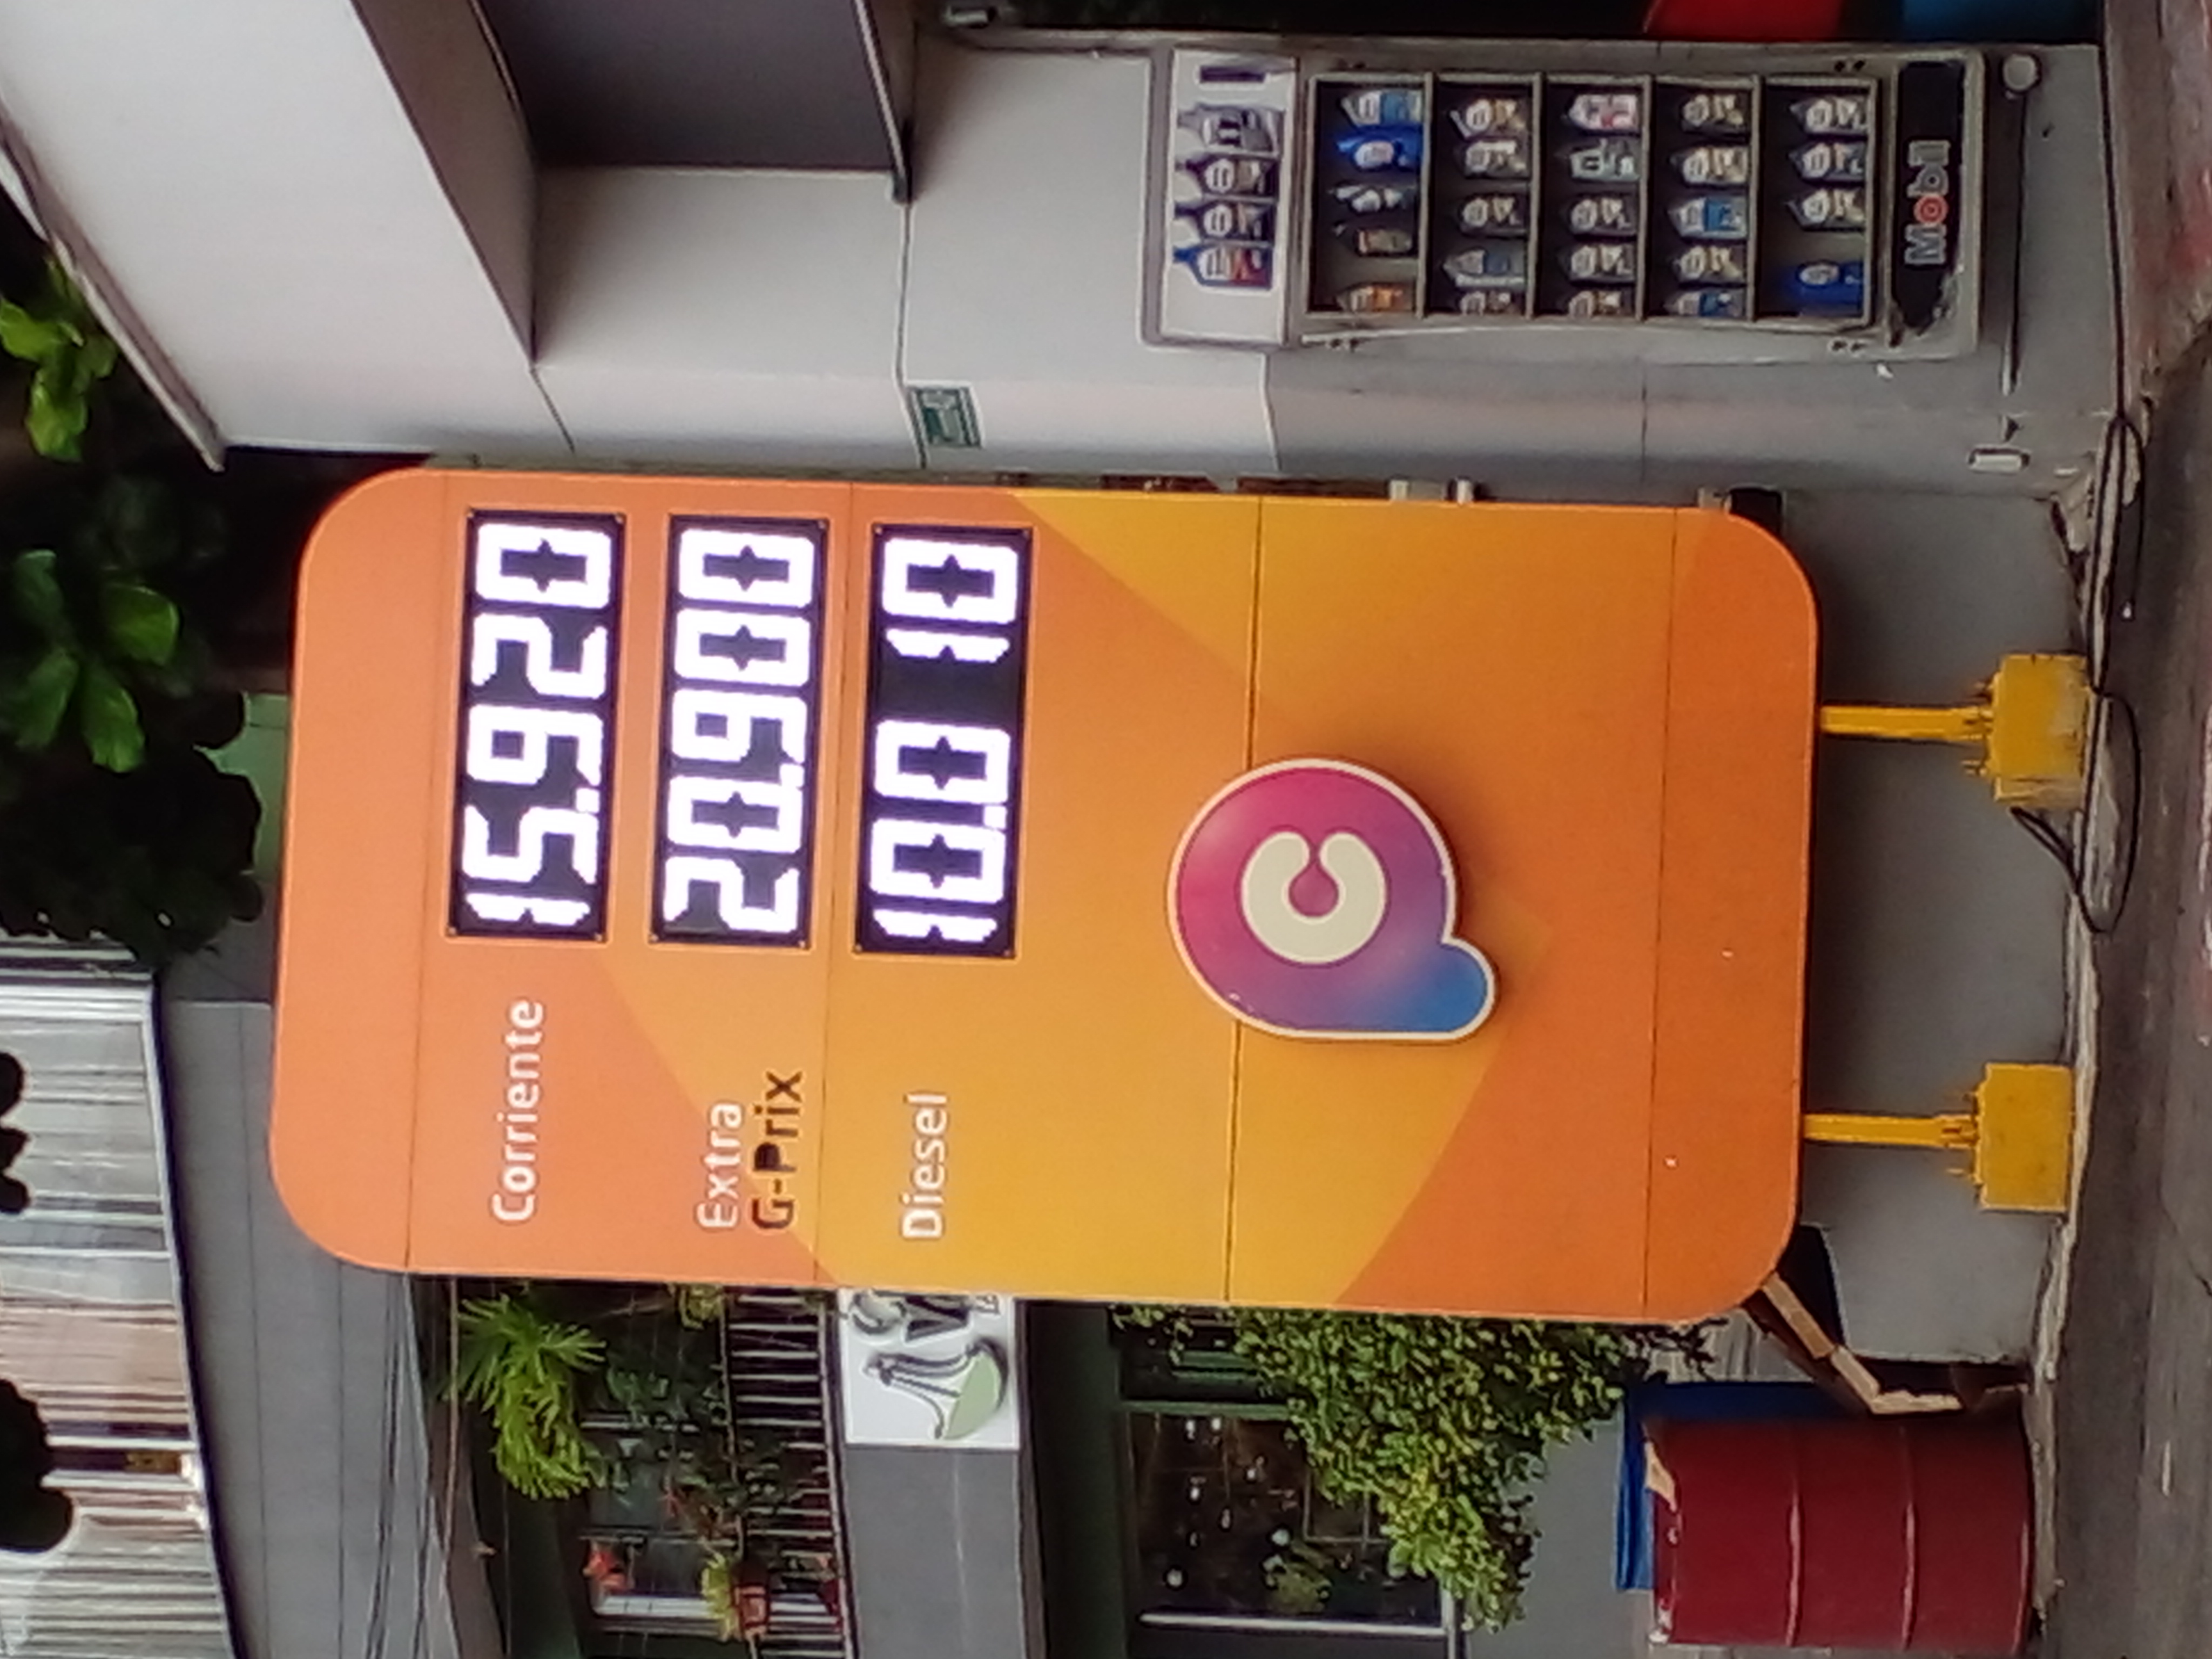 Corriente 15.920
Extra 20.900
G-Prix
Diesel 10.010
Mobil